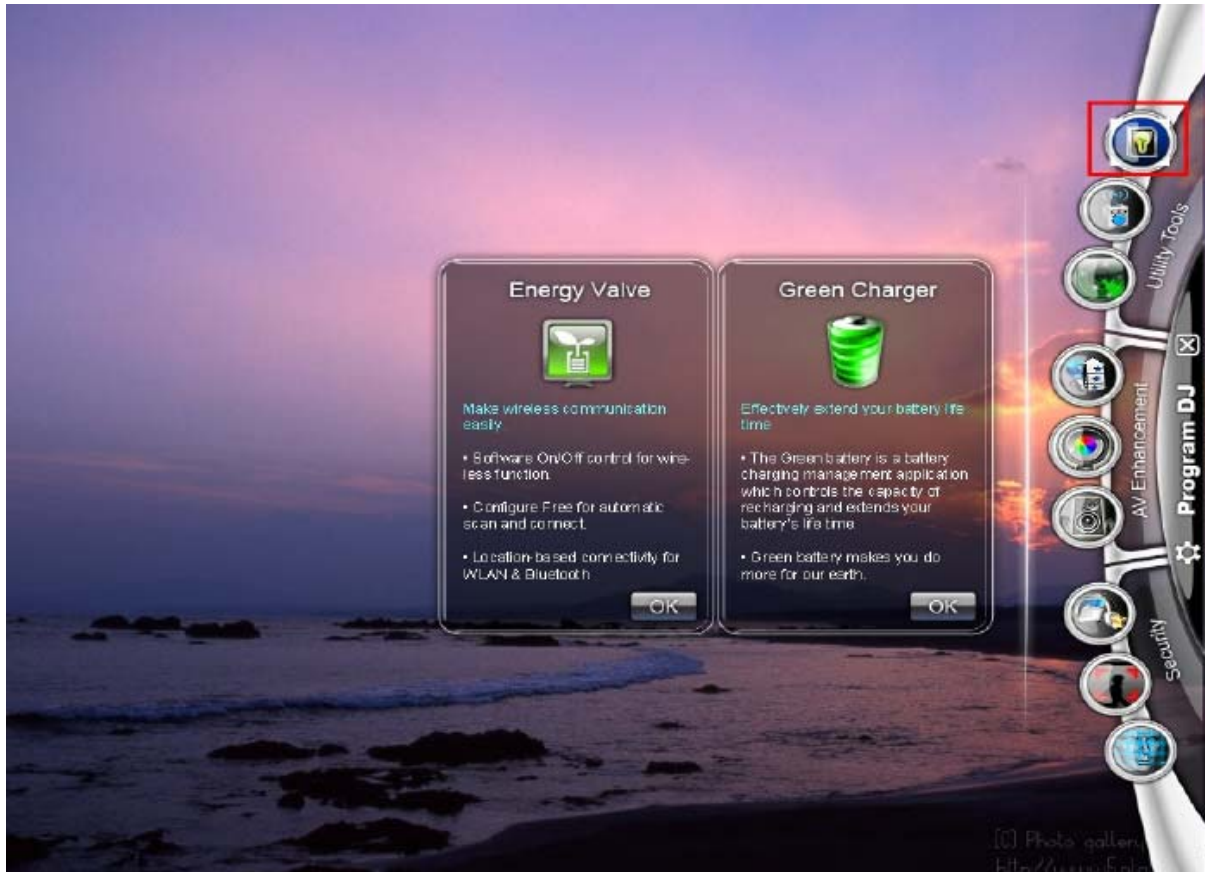 Energy Valve
Make wireless communication
easily
• Software On/Off control for wire-
less function.
• Configure Free for automatic
scan and connect.
• Location-based connectivity for
WLAN & Bluetooth
OK
Green Charger
Effectively extend your battery life
time
• The Green battery is a battery
charging management application
which controls the capacity of
recharging and extends your
battery's life time.
• Green battery makes you do
more for our earth.
OK
Utility Tools
AV Enhancement
Security
Program DJ
[C] Photo gallery